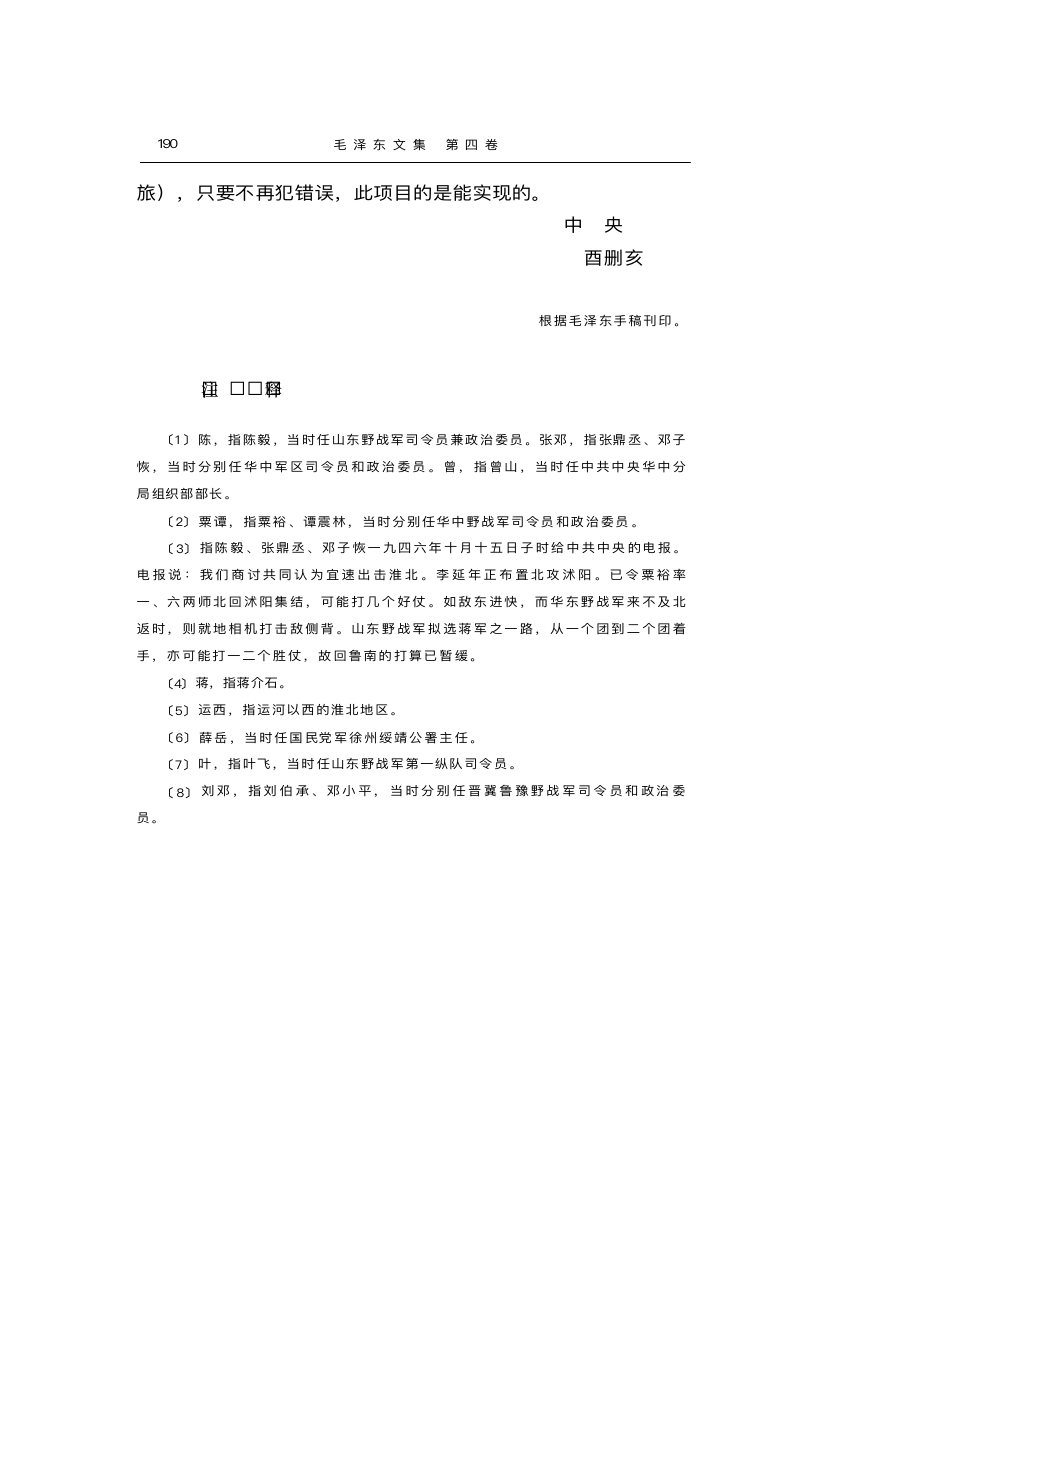 190 毛泽东文集 第四卷
旅），只要不再犯错误，此项目的是能实现的。
中 央
酉删亥
根据毛泽东手稿刊印。
注 □□释
〔1〕陈，指陈毅，当时任山东野战军司令员兼政治委员。张邓，指张鼎丞、邓子
恢，当时分别任华中军区司令员和政治委员。曾，指曾山，当时任中共中央华中分
局组织部部长。
〔2〕粟谭，指粟裕、谭震林，当时分别任华中野战军司令员和政治委员。
〔3〕指陈毅、张鼎丞、邓子恢一九四六年十月十五日子时给中共中央的电报。
电报说：我们商讨共同认为宜速出击淮北。李延年正布置北攻沭阳。已令粟裕率
一、六两师北回沭阳集结，可能打几个好仗。如敌东进快，而华东野战军来不及北
返时，则就地相机打击敌侧背。山东野战军拟选蒋军之一路，从一个团到二个团着
手，亦可能打一二个胜仗，故回鲁南的打算已暂缓。
〔4〕蒋，指蒋介石。
〔5〕运西，指运河以西的淮北地区。
〔6〕薛岳，当时任国民党军徐州绥靖公署主任。
〔7〕叶，指叶飞，当时任山东野战军第一纵队司令员。
〔8〕刘邓，指刘伯承、邓小平，当时分别任晋冀鲁豫野战军司令员和政治委
员。